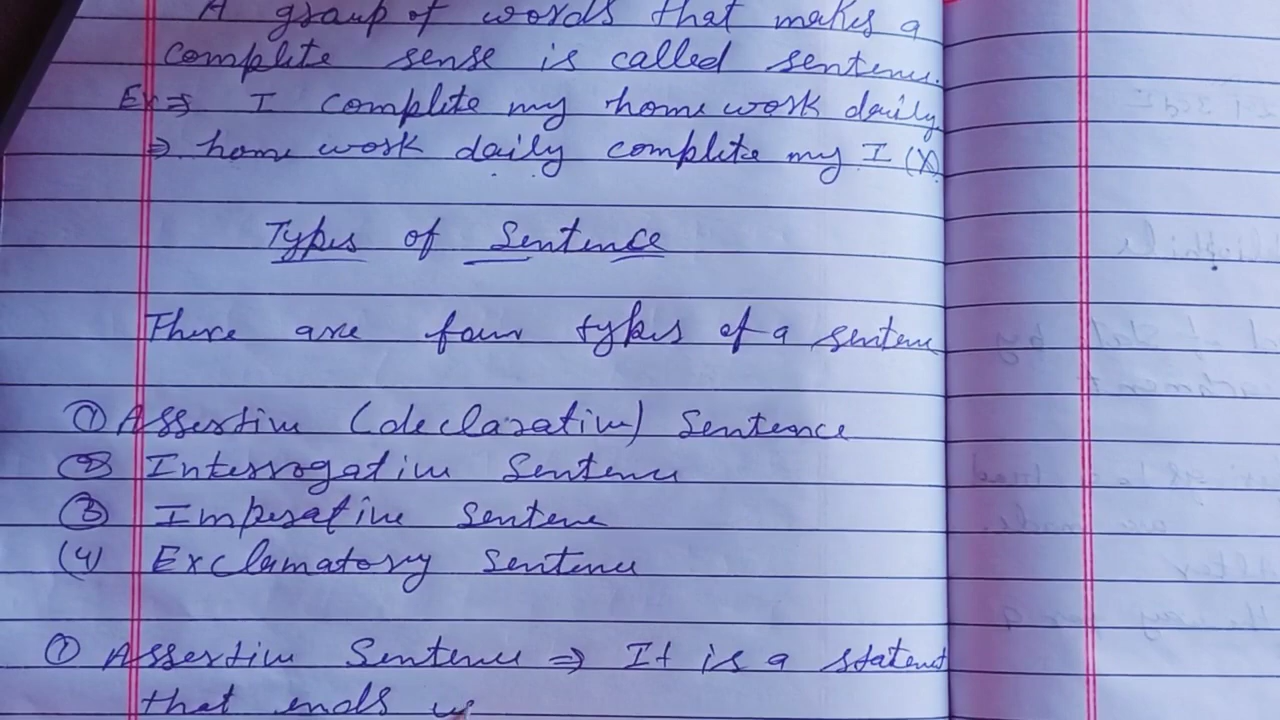 A group of words that makes a
complete sense is called sentence.
Ex ⇒ I complete my home work daily
⇒ home work daily complete my I (X)
Types of Sentence
There are four types of a sentence
① Assertive (declarative) Sentence
② Interrogative Sentence
③ Imperative Sentence
(4) Exclamatory Sentence
① Assertive Sentence ⇒ It is a statement
that ends